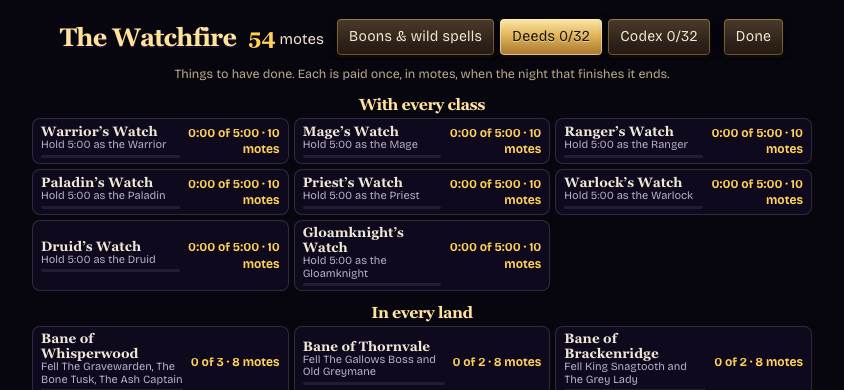 The Watchfire 54 motes Boons & wild spells Deeds 0/32 Codex 0/32 Done
Things to have done. Each is paid once, in motes, when the night that finishes it ends.
With every class
Warrior's Watch
Hold 5:00 as the Warrior
0:00 of 5:00 · 10
motes
Mage's Watch
Hold 5:00 as the Mage
0:00 of 5:00 · 10
motes
Ranger's Watch
Hold 5:00 as the Ranger
0:00 of 5:00 · 10
motes
Paladin's Watch
Hold 5:00 as the Paladin
0:00 of 5:00 · 10
motes
Priest's Watch
Hold 5:00 as the Priest
0:00 of 5:00 · 10
motes
Warlock's Watch
Hold 5:00 as the Warlock
0:00 of 5:00 · 10
motes
Druid's Watch
Hold 5:00 as the Druid
0:00 of 5:00 · 10
motes
Gloamknight's
Watch
Hold 5:00 as the
Gloamknight
0:00 of 5:00 · 10
motes
In every land
Bane of
Whisperwood
Fell The Gravewarden, The
Bone Tusk, The Ash Captain
0 of 3 · 8 motes
Bane of Thornvale
Fell The Gallows Boss and
Old Greymane
0 of 2 · 8 motes
Bane of
Brackenridge
Fell King Snagtooth and
The Grey Lady
0 of 2 · 8 motes